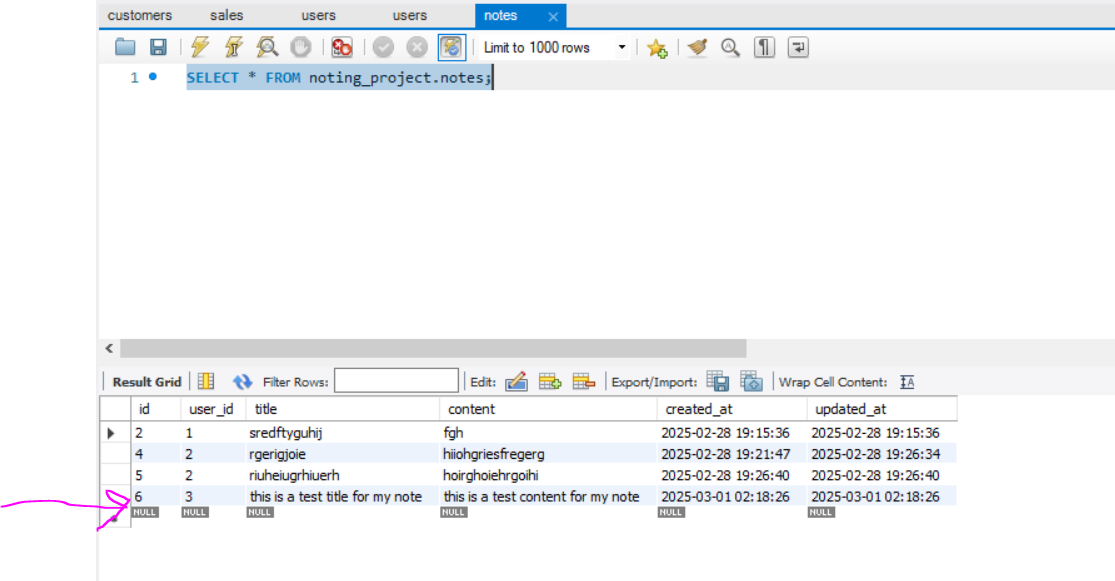 customers sales users users notes
Limit to 1000 rows
1 SELECT * FROM noting_project.notes;
Result Grid Filter Rows: Edit: Export/Import: Wrap Cell Content:
id user_id title content created_at updated_at
2 1 sredftyguhij fgh 2025-02-28 19:15:36 2025-02-28 19:15:36
4 2 rgerigjoie hiiohgriesfregerg 2025-02-28 19:21:47 2025-02-28 19:26:34
5 2 riuheiugrhiuerh hoirghoiehrgoihi 2025-02-28 19:26:40 2025-02-28 19:26:40
6 3 this is a test title for my note this is a test content for my note 2025-03-01 02:18:26 2025-03-01 02:18:26
NULL NULL NULL NULL NULL NULL